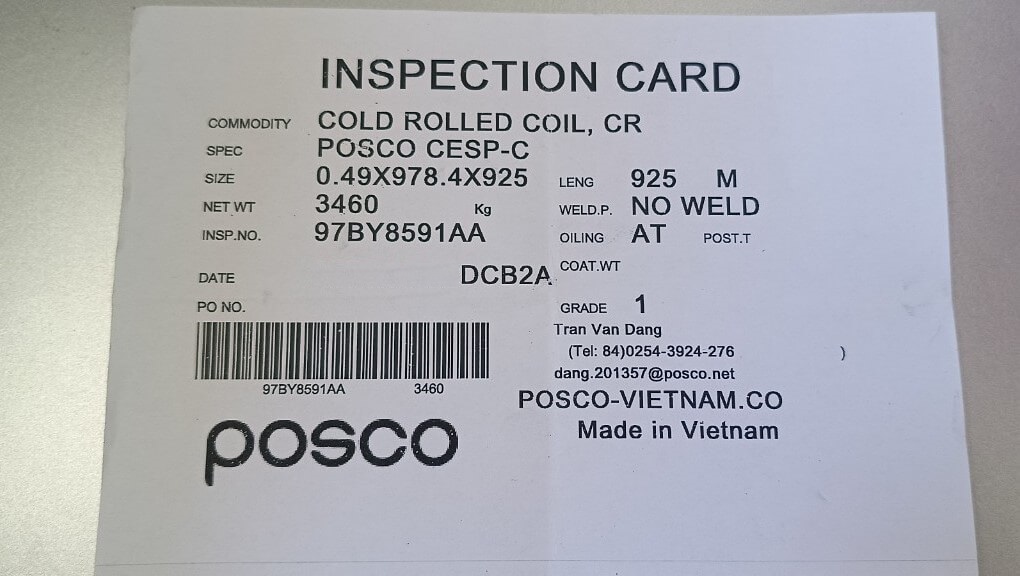 INSPECTION CARD
COMMODITY COLD ROLLED COIL, CR
SPEC POSCO CESP-C
SIZE 0.49X978.4X925 LENG 925 M
NET WT 3460 Kg WELD.P. NO WELD
INSP.NO. 97BY8591AA OILING AT POST.T
DATE DCB2A COAT.WT
PO NO. GRADE 1
Tran Van Dang
(Tel: 84)0254-3924-276 )
dang.201357@posco.net
97BY8591AA 3460
POSCO-VIETNAM.CO
Made in Vietnam
posco